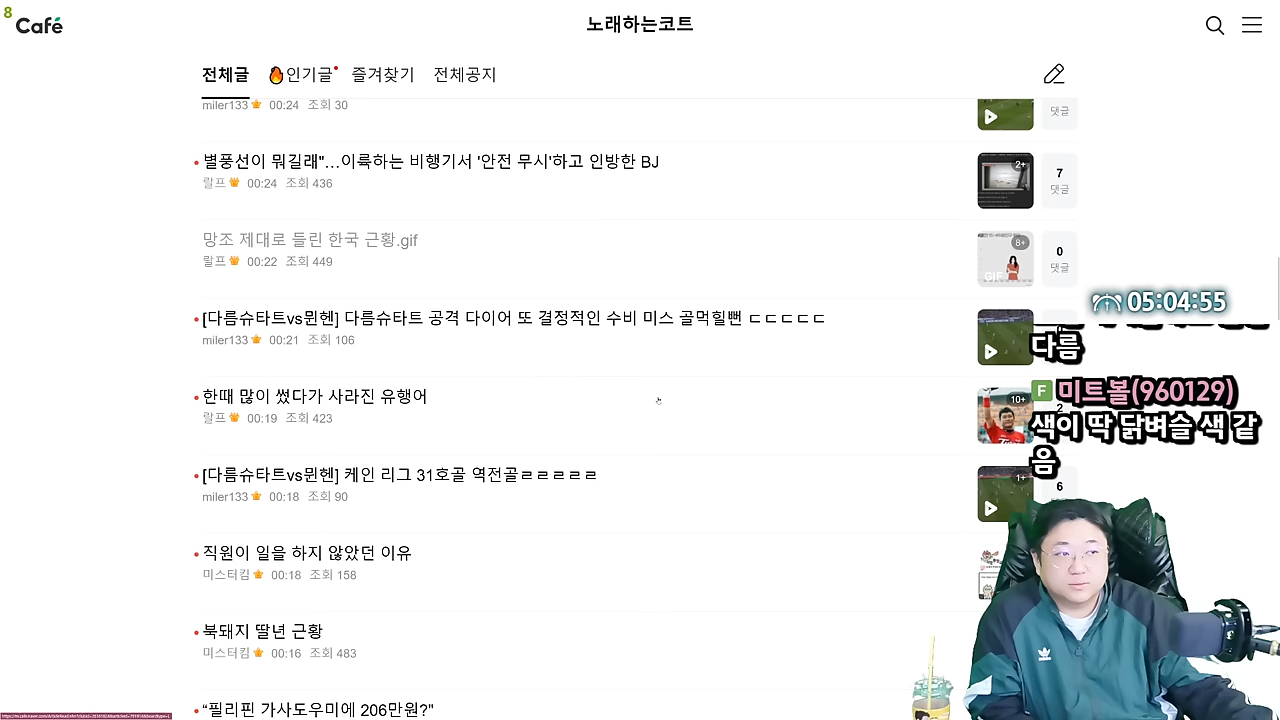 8
Café
노래하는코트
전체글 🔥인기글 즐겨찾기 전체공지
miler133 00:24 조회 30
댓글
별풍선이 뭐길래"...이륙하는 비행기서 '안전 무시'하고 인방한 BJ
랄프 00:24 조회 436
2+
7
댓글
망조 제대로 들린 한국 근황.gif
랄프 00:22 조회 449
8+
GIF
0
댓글
05:04:55
[다름슈타트vs뮌헨] 다름슈타트 공격 다이어 또 결정적인 수비 미스 골먹힐뻔 ㄷㄷㄷㄷㄷ
miler133 00:21 조회 106
다름
F 미트볼(960129)
색이 딱 닭벼슬 색 같
음
한때 많이 썼다가 사라진 유행어
랄프 00:19 조회 423
10+
2
[다름슈타트vs뮌헨] 케인 리그 31호골 역전골ㄹㄹㄹㄹㄹ
miler133 00:18 조회 90
1+
6
직원이 일을 하지 않았던 이유
미스터킴 00:18 조회 158
북돼지 딸년 근황
미스터킴 00:16 조회 483
“필리핀 가사도우미에 206만원?"